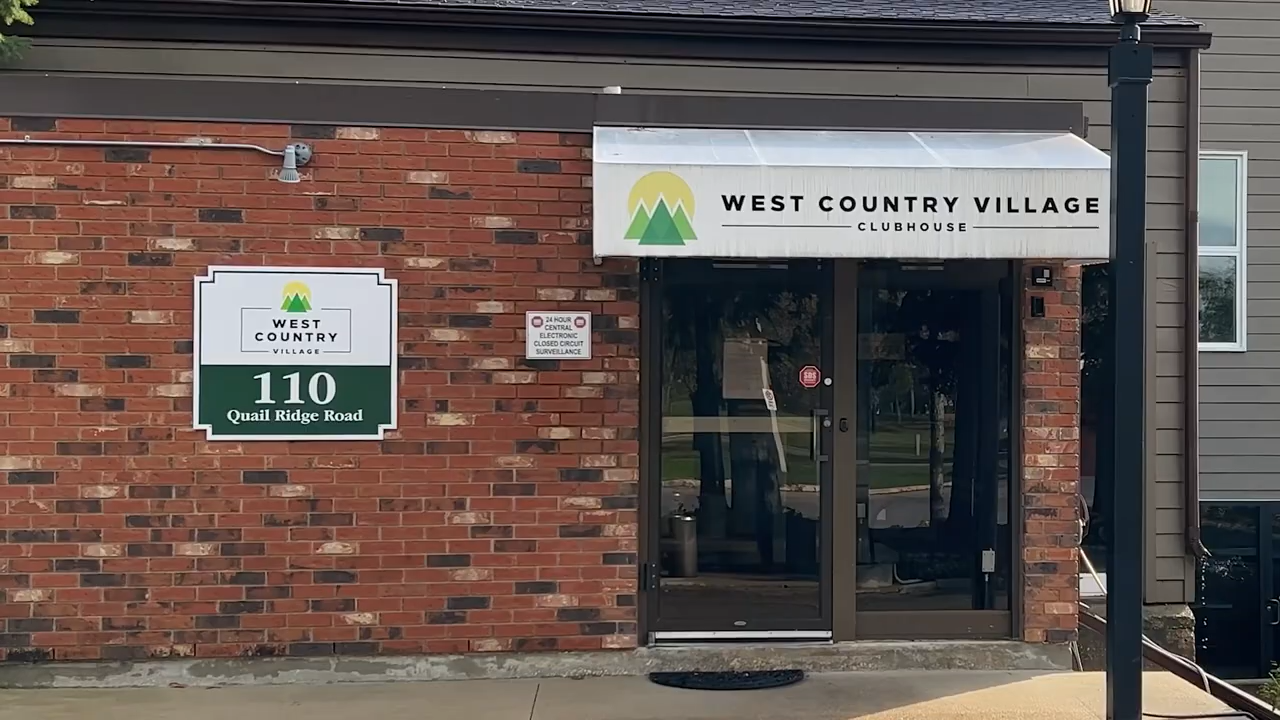 WEST COUNTRY VILLAGE
CLUBHOUSE
WEST
COUNTRY
VILLAGE
110
Quail Ridge Road
24 HOUR
CENTRAL
ELECTRONIC
CLOSED CIRCUIT
SURVEILLANCE